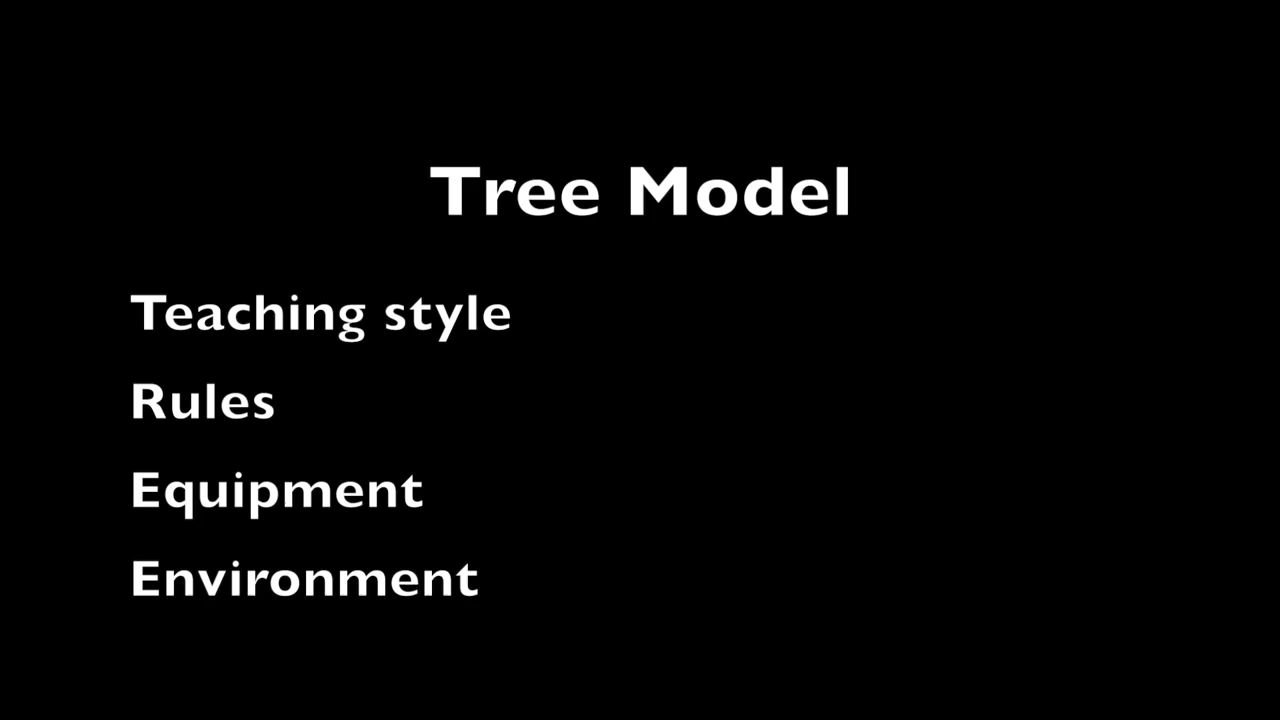 Tree Model
Teaching style
Rules
Equipment
Environment